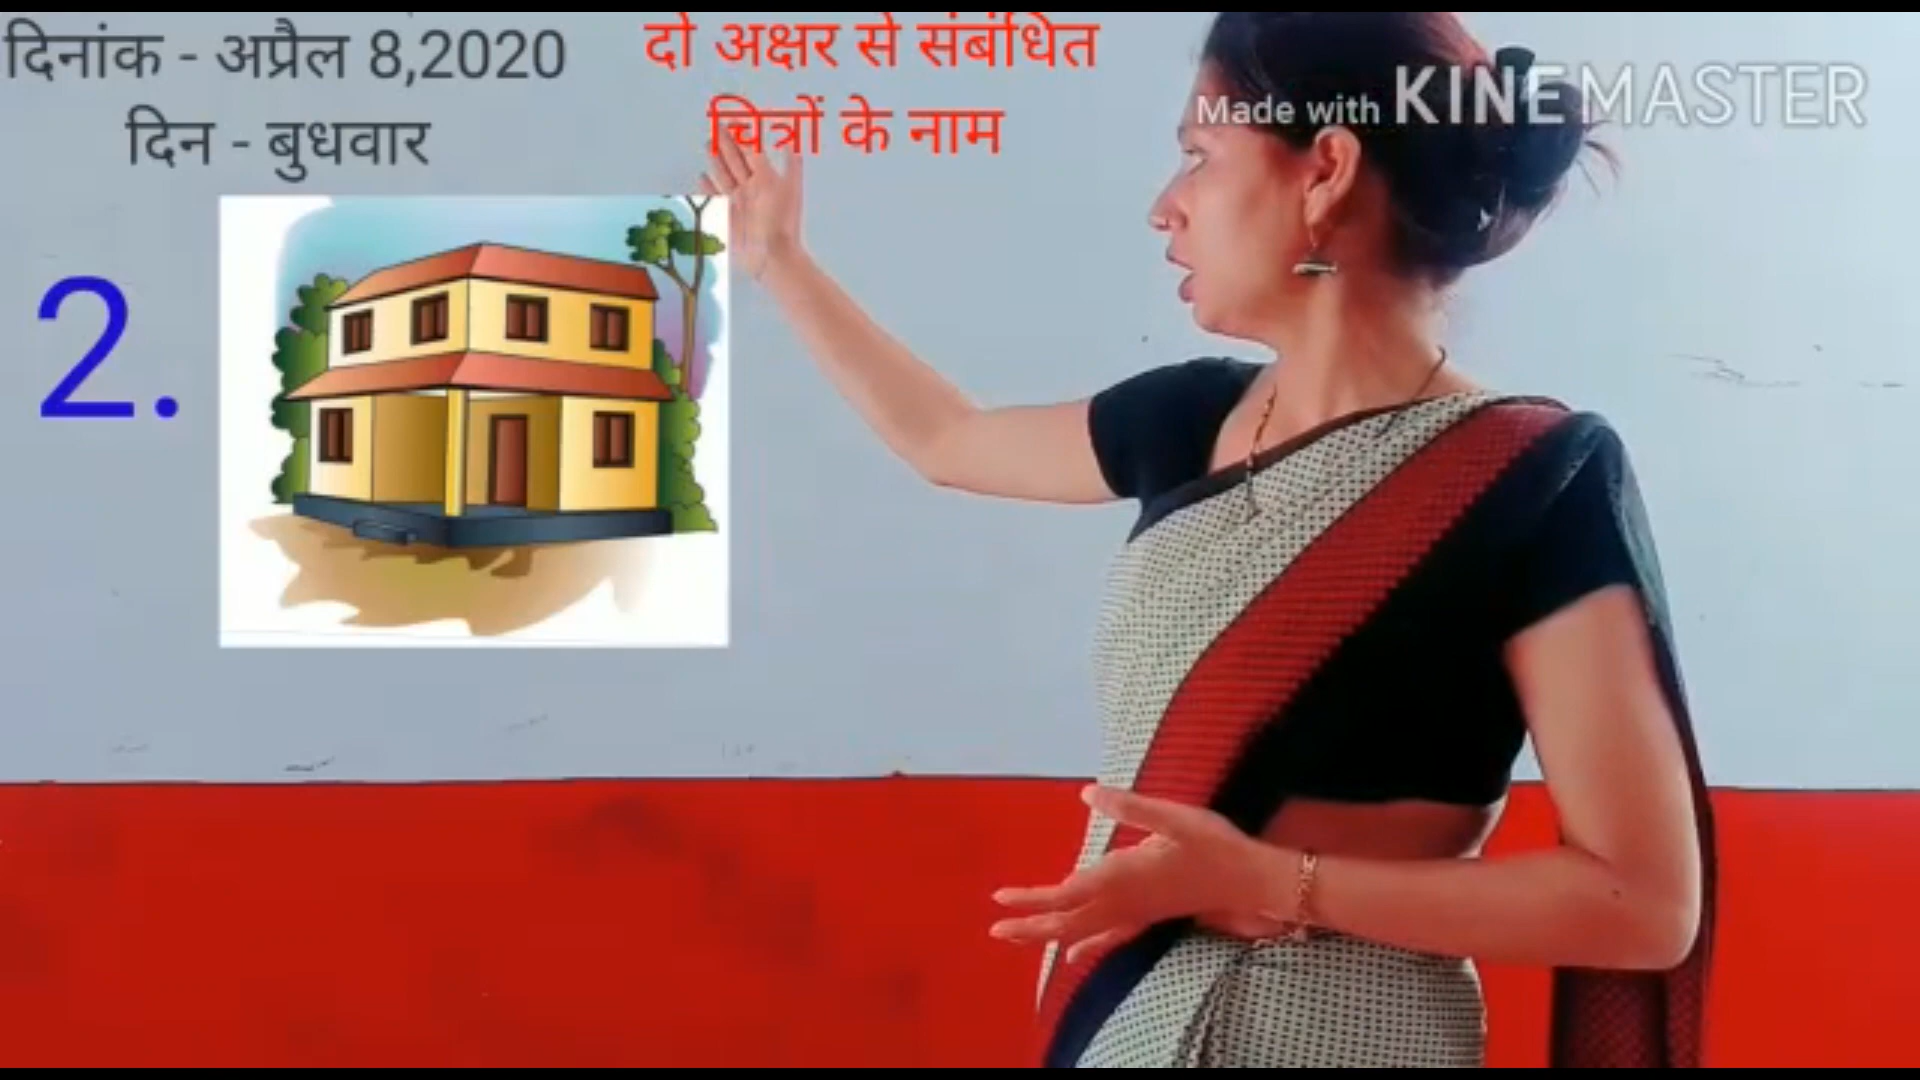 दिनांक - अप्रैल 8,2020
दिन - बुधवार
दो अक्षर से संबंधित
चित्रों के नाम
Made with KINEMASTER
2.